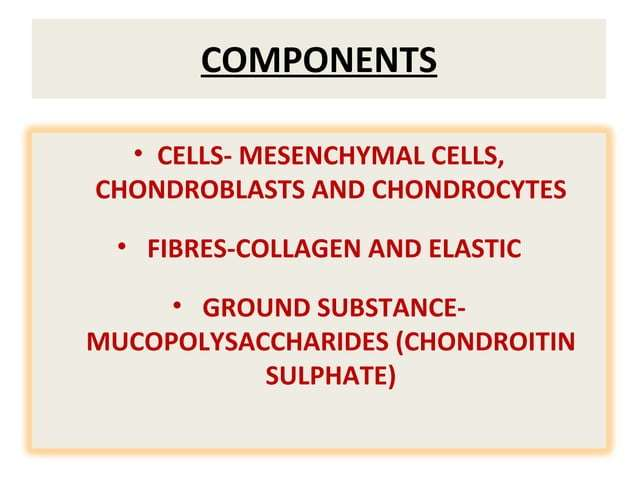 COMPONENTS
• CELLS- MESENCHYMAL CELLS,
CHONDROBLASTS AND CHONDROCYTES
• FIBRES-COLLAGEN AND ELASTIC
• GROUND SUBSTANCE-
MUCOPOLYSACCHARIDES (CHONDROITIN
SULPHATE)